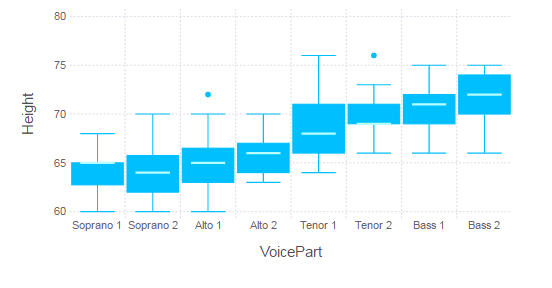 80
75
Height
70
65
60
Soprano 1 Soprano 2 Alto 1 Alto 2 Tenor 1 Tenor 2 Bass 1 Bass 2
VoicePart